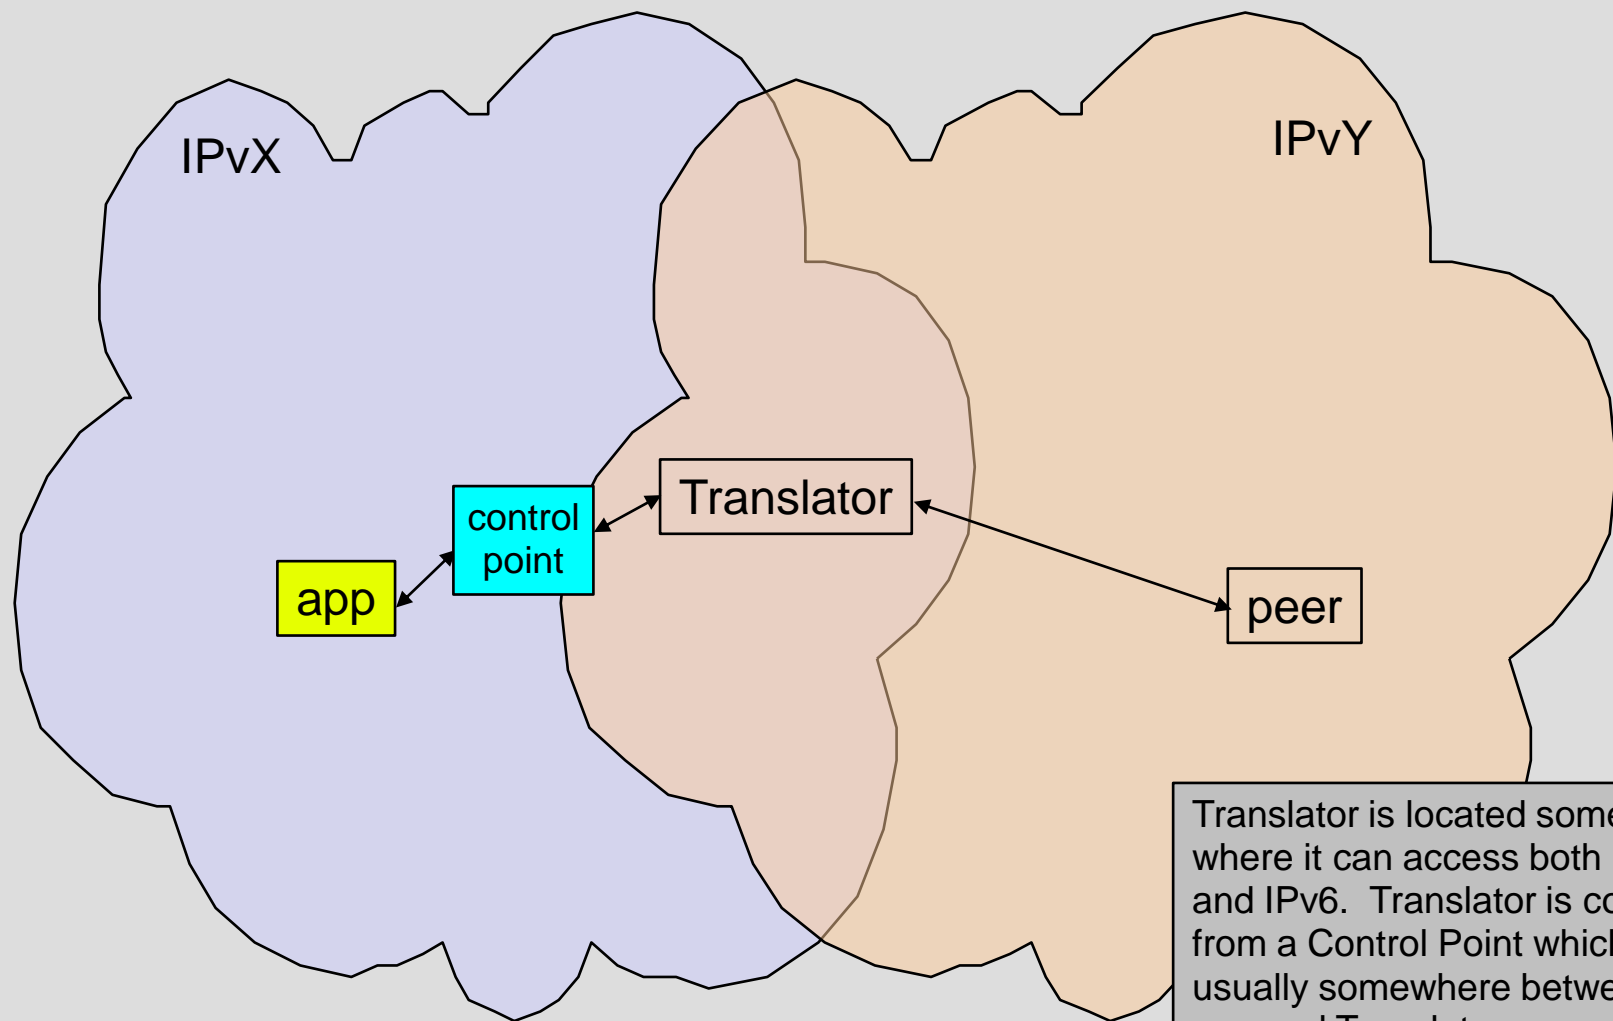 IPvX
IPvY
Translator
control
point
app
peer
Translator is located some
where it can access both
and IPv6. Translator is co
from a Control Point which
usually somewhere betwe